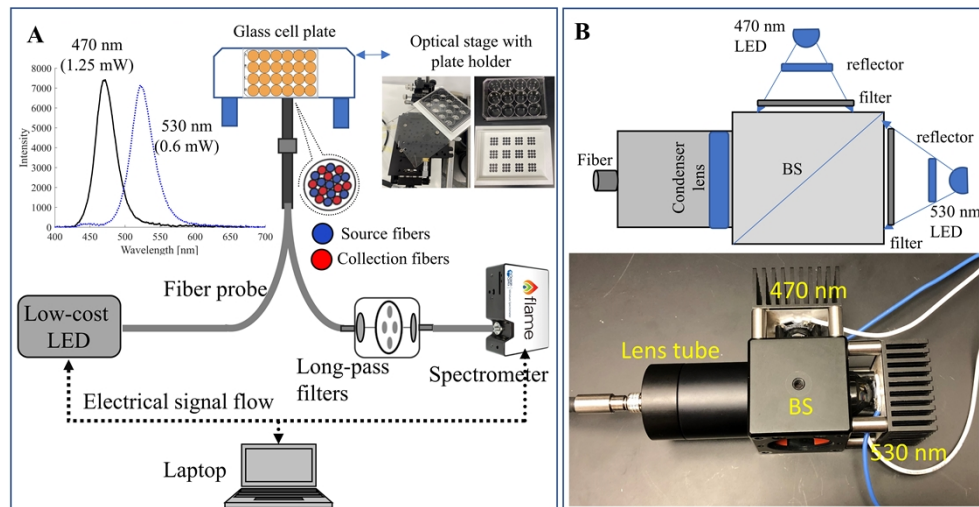 A
470 nm
(1.25 mW)
530 nm
(0.6 mW)
8000
7000
6000
5000
4000
3000
2000
1000
0
Intensity
400 450 500 550 600 650 700
Wavelength [nm]
Glass cell plate
Optical stage with
plate holder
Source fibers
Collection fibers
Fiber probe
Low-cost
LED
Long-pass
filters
flame
Spectrometer
Electrical signal flow
Laptop
B
470 nm
LED
reflector
filter
Fiber
Condenser
lens
BS
reflector
530 nm
LED
filter
470 nm
Lens tube
BS
530 nm